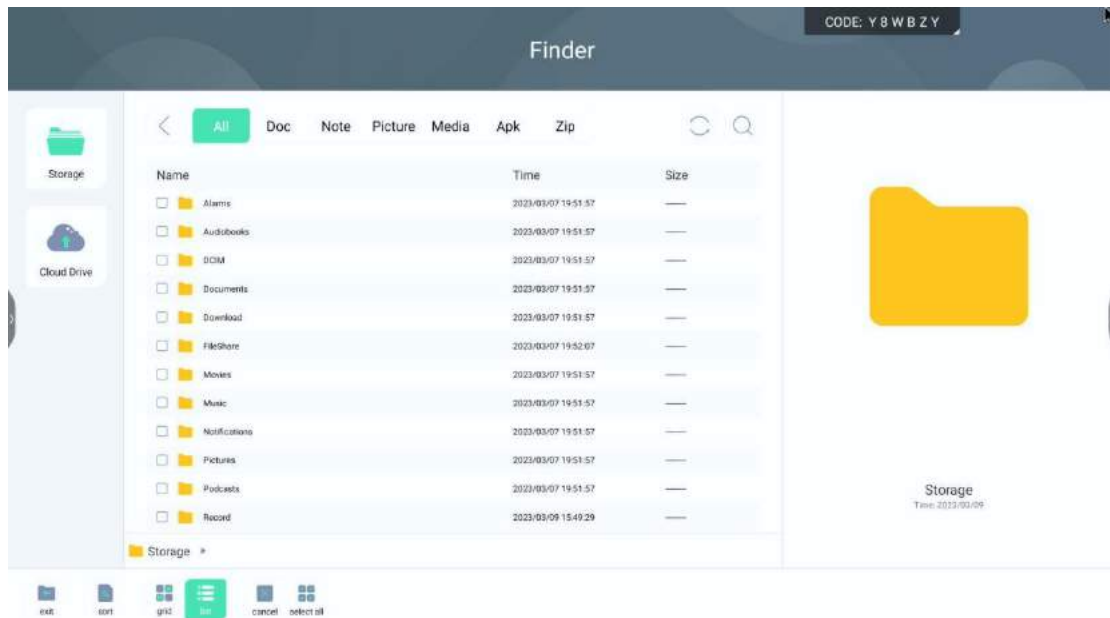 CODE: Y 8 W B Z Y
Finder
All Doc Note Picture Media Apk Zip
Storage
Cloud Drive
Name Time Size
Alarms 2023/03/07 19:51:57
Audiobooks 2023/03/07 19:51:57
DCIM 2023/03/07 19:51:57
Documents 2023/03/07 19:51:57
Download 2023/03/07 19:51:57
FileShare 2023/03/07 19:52:07
Movies 2023/03/07 19:51:57
Music 2023/03/07 19:51:57
Notifications 2023/03/07 19:51:57
Pictures 2023/03/07 19:51:57
Podcasts 2023/03/07 19:51:57
Record 2023/03/09 15:49:29
Storage
Storage
Time: 2023/03/09
exit sort grid list cancel select all